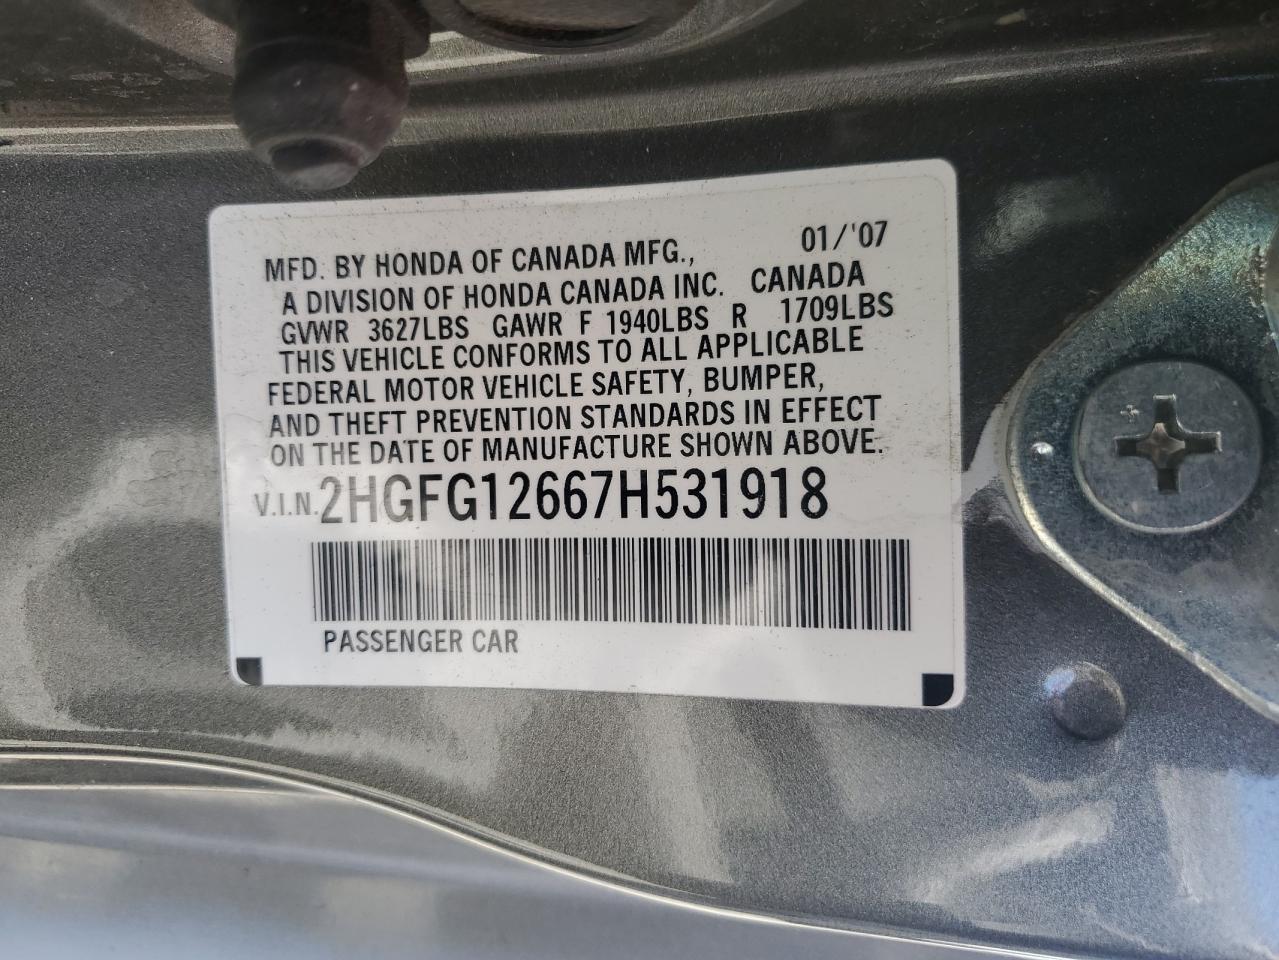 MFD. BY HONDA OF CANADA MFG., 01/'07
A DIVISION OF HONDA CANADA INC. CANADA
GVWR 3627LBS GAWR F 1940LBS R 1709LBS
THIS VEHICLE CONFORMS TO ALL APPLICABLE
FEDERAL MOTOR VEHICLE SAFETY, BUMPER,
AND THEFT PREVENTION STANDARDS IN EFFECT
ON THE DATE OF MANUFACTURE SHOWN ABOVE.
V.I.N. 2HGFG12667H531918
PASSENGER CAR